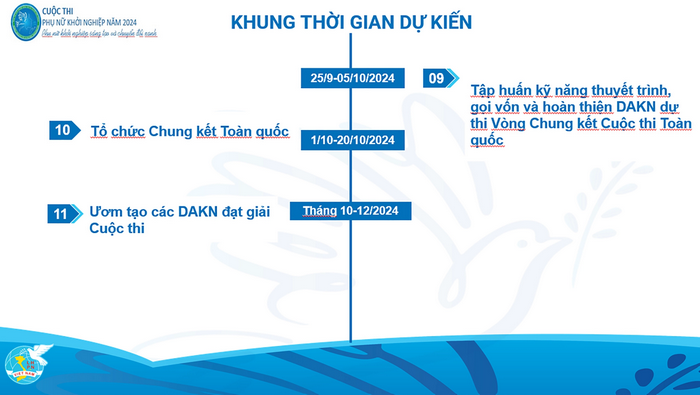 CUỘC THI
PHỤ NỮ KHỞI NGHIỆP NĂM 2024
Phụ nữ khởi nghiệp sáng tạo và chuyển đổi xanh
KHUNG THỜI GIAN DỰ KIẾN
25/9-05/10/2024
09
Tập huấn kỹ năng thuyết trình,
gọi vốn và hoàn thiện DAKN dự
thi Vòng Chung kết Cuộc thi Toàn
quốc
10
Tổ chức Chung kết Toàn quốc
1/10-20/10/2024
11
Ươm tạo các DAKN đạt giải
Cuộc thi
Tháng 10-12/2024
VIỆT NAM